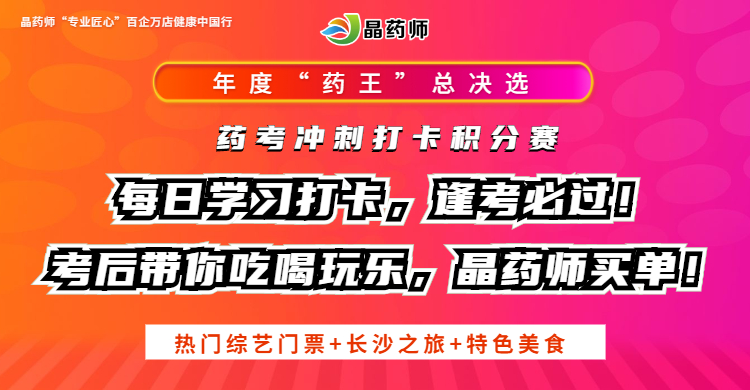 晶药师“专业匠心”百企万店健康中国行
晶药师
年度“药王”总决选
药考冲刺打卡积分赛
每日学习打卡，逢考必过！
考后带你吃喝玩乐，晶药师买单！
热门综艺门票+长沙之旅+特色美食